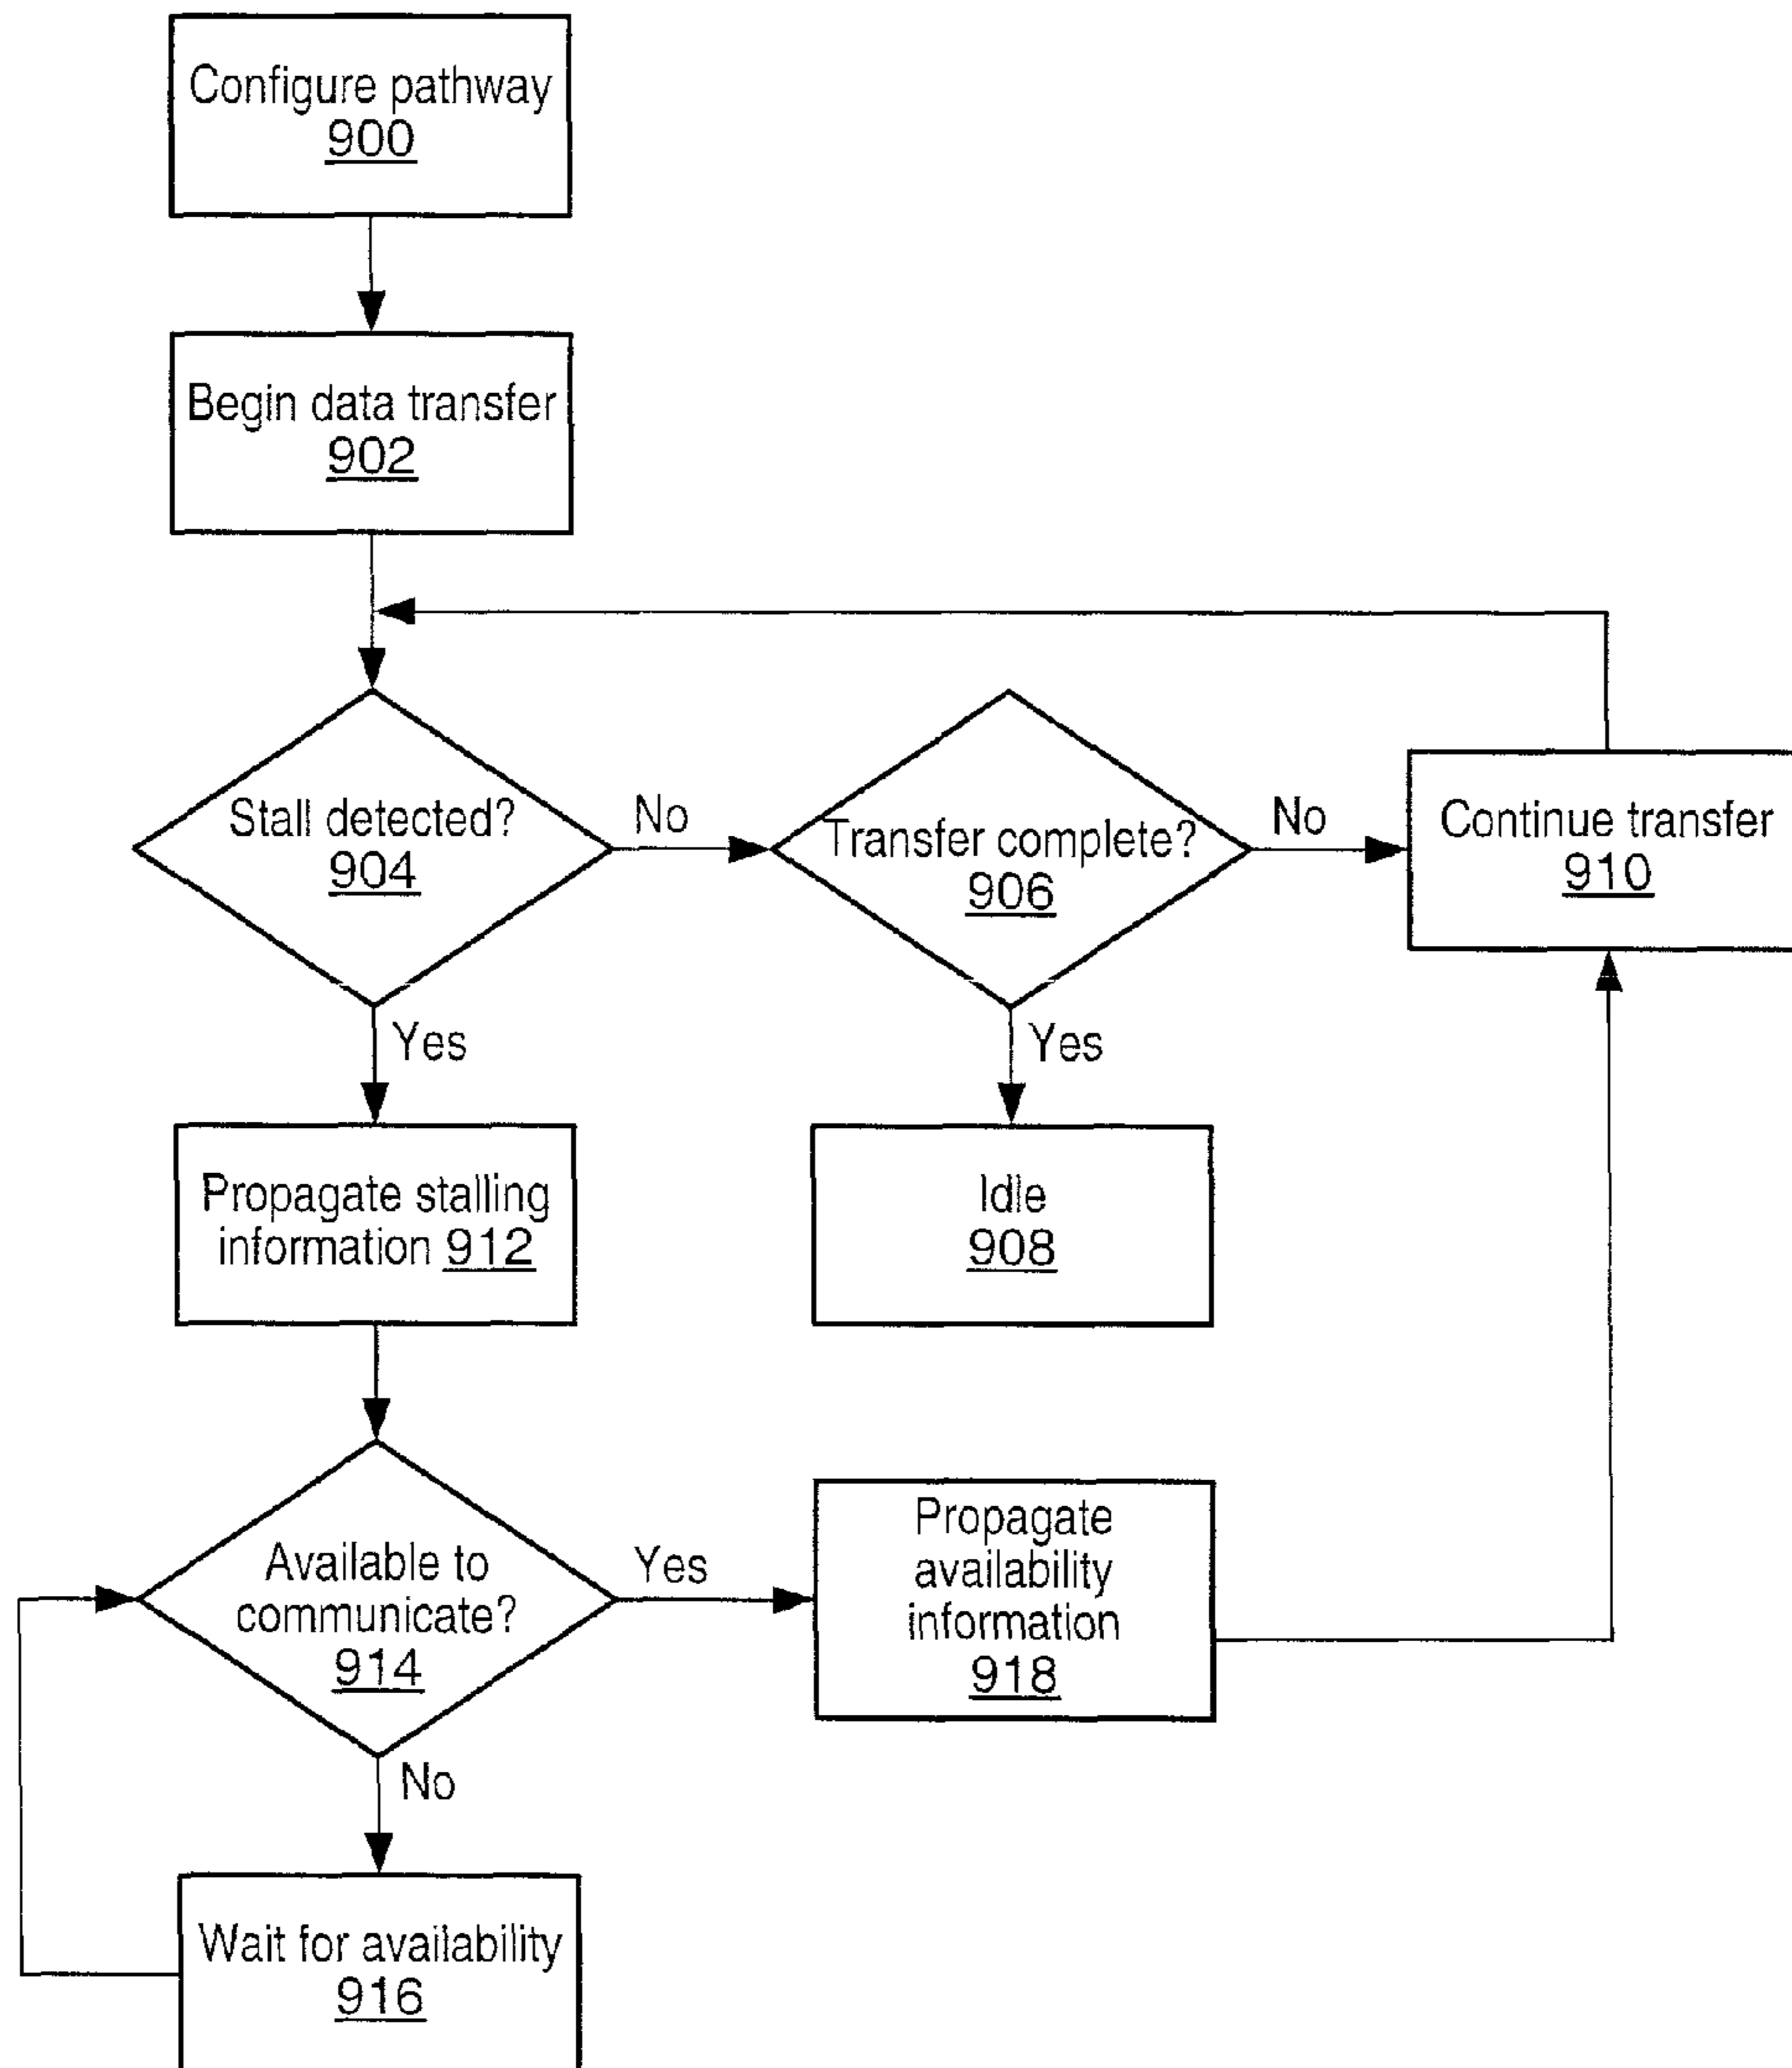 Configure pathway
900
Begin data transfer
902
Stall detected?
904
No
Transfer complete?
906
No
Continue transfer
910
Yes
Yes
Propagate stalling
information 912
Idle
908
Available to
communicate?
914
Yes
Propagate
availability
information
918
No
Wait for availability
916